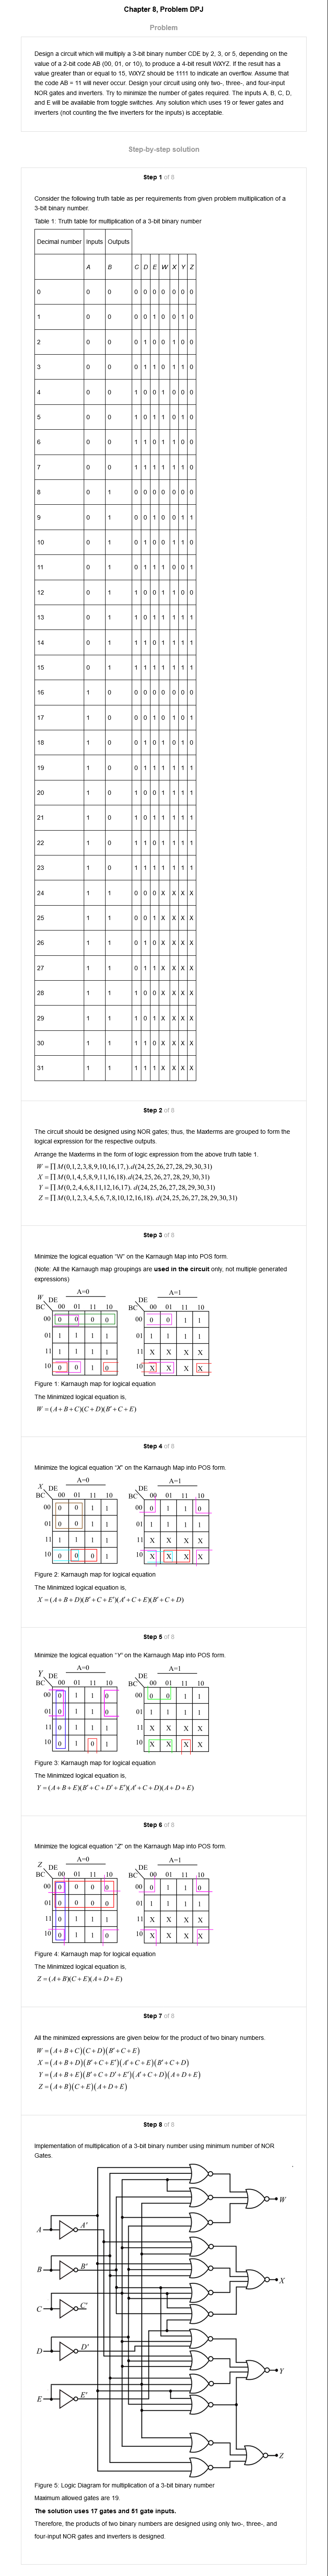 Chapter 8, Problem DPJ
Problem
Design a circuit which will multiply a 3-bit binary number CDE by 2, 3, or 5, depending on the
value of a 2-bit code AB (00, 01, or 10), to produce a 4-bit result WXYZ. If the result has a
value greater than or equal to 15, WXYZ should be 1111 to indicate an overflow. Assume that
the code AB = 11 will never occur. Design your circuit using only two-, three-, and four-input
NOR gates and inverters. Try to minimize the number of gates required. The inputs A, B, C, D,
and E will be available from toggle switches. Any solution which uses 19 or fewer gates and
inverters (not counting the five inverters for the inputs) is acceptable.
Step-by-step solution
Step 1 of 8
Consider the following truth table as per requirements from given problem multiplication of a
3-bit binary number.
Table 1: Truth table for multiplication of a 3-bit binary number
Decimal number Inputs Outputs
A B C D E W X Y Z
0 0 0 0 0 0 0 0 0 0
1 0 0 0 0 1 0 0 1 0
2 0 0 0 1 0 0 1 0 0
3 0 0 0 1 1 0 1 1 0
4 0 0 1 0 0 1 0 0 0
5 0 0 1 0 1 1 0 1 0
6 0 0 1 1 0 1 1 0 0
7 0 0 1 1 1 1 1 1 0
8 0 1 0 0 0 0 0 0 0
9 0 1 0 0 1 0 0 1 1
10 0 1 0 1 0 0 1 1 0
11 0 1 0 1 1 1 0 0 1
12 0 1 1 0 0 1 1 0 0
13 0 1 1 0 1 1 1 1 1
14 0 1 1 1 0 1 1 1 1
15 0 1 1 1 1 1 1 1 1
16 1 0 0 0 0 0 0 0 0
17 1 0 0 0 1 0 1 0 1
18 1 0 0 1 0 1 0 1 0
19 1 0 0 1 1 1 1 1 1
20 1 0 1 0 0 1 1 1 1
21 1 0 1 0 1 1 1 1 1
22 1 0 1 1 0 1 1 1 1
23 1 0 1 1 1 1 1 1 1
24 1 1 0 0 0 X X X X
25 1 1 0 0 1 X X X X
26 1 1 0 1 0 X X X X
27 1 1 0 1 1 X X X X
28 1 1 1 0 0 X X X X
29 1 1 1 0 1 X X X X
30 1 1 1 1 0 X X X X
31 1 1 1 1 1 X X X X
Step 2 of 8
The circuit should be designed using NOR gates; thus, the Maxterms are grouped to form the
logical expression for the respective outputs.
Arrange the Maxterms in the form of logic expression from the above truth table 1.
W = ∏ M(0,1,2,3,8,9,10,16,17,).d(24,25,26,27,28,29,30,31)
X = ∏ M(0,1,4,5,8,9,11,16,18).d(24,25,26,27,28,29,30,31)
Y = ∏ M(0,2,4,6,8,11,12,16,17). d(24,25,26,27,28,29,30,31)
Z = ∏ M(0,1,2,3,4,5,6,7,8,10,12,16,18). d(24,25,26,27,28,29,30,31)
Step 3 of 8
Minimize the logical equation "W" on the Karnaugh Map into POS form.
(Note: All the Karnaugh map groupings are used in the circuit only, not multiple generated
expressions)
W A=0 A=1
DE DE
BC 00 01 11 10 BC 00 01 11 10
00 0 0 0 0 00 0 0 1 1
01 1 1 1 1 01 1 1 1 1
11 1 1 1 1 11 X X X X
10 0 0 1 0 10 X X X X
Figure 1: Karnaugh map for logical equation
The Minimized logical equation is,
W = (A+B+C)(C+D)(B'+C+E)
Step 4 of 8
Minimize the logical equation "X" on the Karnaugh Map into POS form.
X A=0 A=1
DE DE
BC 00 01 11 10 BC 00 01 11 10
00 0 0 1 1 00 0 1 1 0
01 0 0 1 1 01 1 1 1 1
11 1 1 1 1 11 X X X X
10 0 0 0 1 10 X X X X
Figure 2: Karnaugh map for logical equation
The Minimized logical equation is,
X = (A+B+D)(B'+C+E')(A'+C+E)(B'+C+D)
Step 5 of 8
Minimize the logical equation "Y" on the Karnaugh Map into POS form.
Y A=0 A=1
DE DE
BC 00 01 11 10 BC 00 01 11 10
00 0 1 1 0 00 0 0 1 1
01 0 1 1 0 01 1 1 1 1
11 0 1 1 1 11 X X X X
10 0 1 0 1 10 X X X X
Figure 3: Karnaugh map for logical equation
The Minimized logical equation is,
Y = (A+B+E)(B'+C+D'+E')(A'+C+D)(A+D+E)
Step 6 of 8
Minimize the logical equation "Z" on the Karnaugh Map into POS form.
Z A=0 A=1
DE DE
BC 00 01 11 10 BC 00 01 11 10
00 0 0 0 0 00 0 1 1 0
01 0 0 0 0 01 1 1 1 1
11 0 1 1 1 11 X X X X
10 0 1 1 0 10 X X X X
Figure 4: Karnaugh map for logical equation
The Minimized logical equation is,
Z = (A+B)(C+E)(A+D+E)
Step 7 of 8
All the minimized expressions are given below for the product of two binary numbers.
W = (A+B+C)(C+D)(B'+C+E)
X = (A+B+D)(B'+C+E')(A'+C+E)(B'+C+D)
Y = (A+B+E)(B'+C+D'+E')(A'+C+D)(A+D+E)
Z = (A+B)(C+E)(A+D+E)
Step 8 of 8
Implementation of multiplication of a 3-bit binary number using minimum number of NOR
Gates.
W
A A'
B B'
X
C C'
D D'
Y
E E'
Z
Figure 5: Logic Diagram for multiplication of a 3-bit binary number
Maximum allowed gates are 19.
The solution uses 17 gates and 51 gate inputs.
Therefore, the products of two binary numbers are designed using only two-, three-, and
four-input NOR gates and inverters is designed.